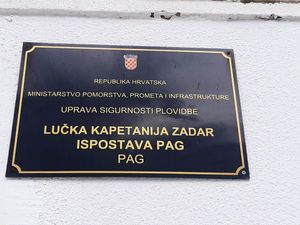 REPUBLIKA HRVATSKA
MINISTARSTVO POMORSTVA, PROMETA I INFRASTRUKTURE
UPRAVA SIGURNOSTI PLOVIDBE
LUČKA KAPETANIJA ZADAR
ISPOSTAVA PAG
PAG